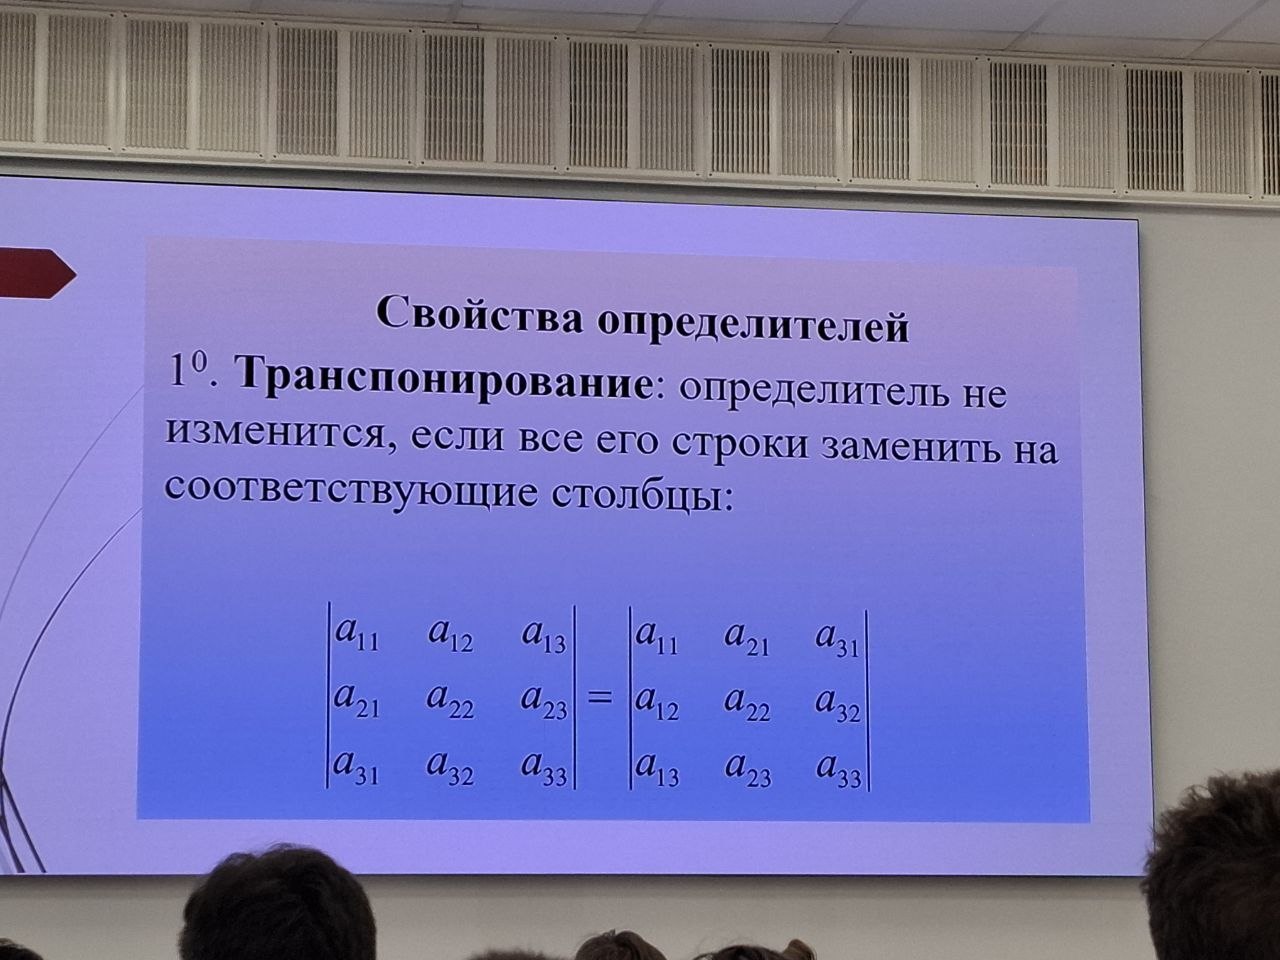 Свойства определителей
1⁰. Транспонирование: определитель не
изменится, если все его строки заменить на
соответствующие столбцы:
|a₁₁ a₁₂ a₁₃| |a₁₁ a₂₁ a₃₁|
|a₂₁ a₂₂ a₂₃| = |a₁₂ a₂₂ a₃₂|
|a₃₁ a₃₂ a₃₃| |a₁₃ a₂₃ a₃₃|